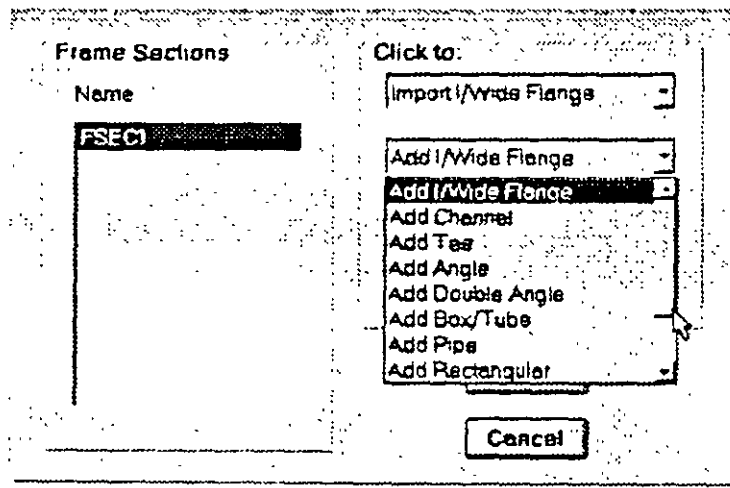 Frame Sections
Name
FSEC1
Click to:
Import I/Wide Flange
Add I/Wide Flange
Add I/Wide Flange
Add Channel
Add Tee
Add Angle
Add Double Angle
Add Box/Tube
Add Pipe
Add Rectangular
Cancel